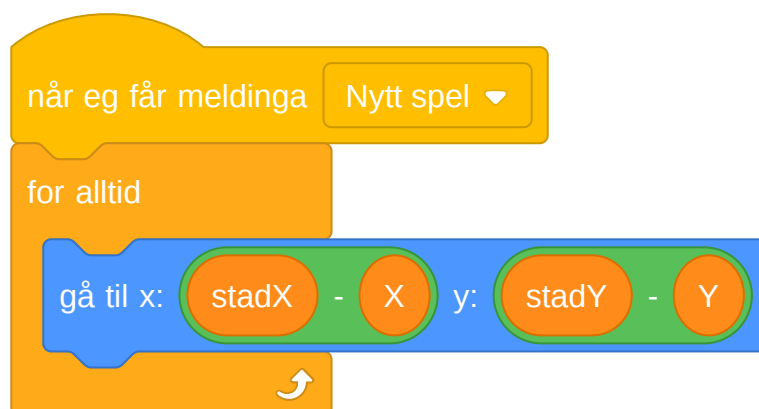 når eg får meldinga Nytt spel
for alltid
gå til x: stadX - X y: stadY - Y